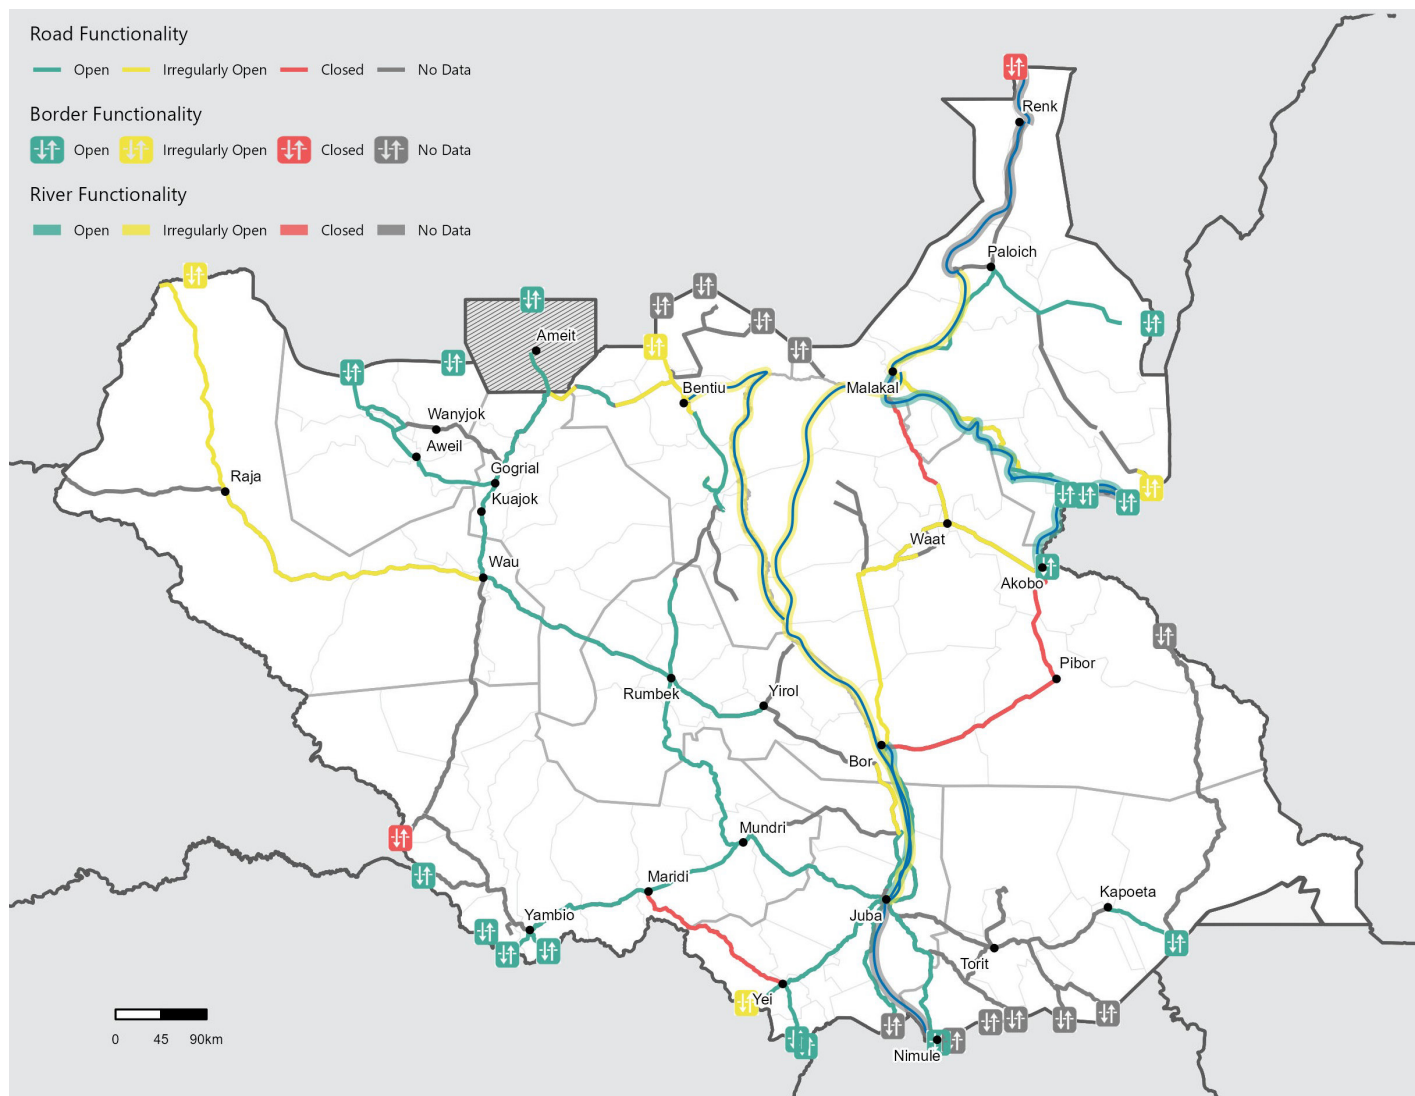 Road Functionality
Open Irregularly Open Closed No Data
Border Functionality
Open Irregularly Open Closed No Data
River Functionality
Open Irregularly Open Closed No Data
Renk
Paloich
Ameit
Bentiu
Malakal
Wanyjok
Aweil
Gogrial
Kuajok
Raja
Waat
Wau
Akobo
Pibor
Rumbek
Yirol
Bor
Mundri
Maridi
Kapoeta
Yambio
Juba
Torit
Yei
Nimule
0 45 90km